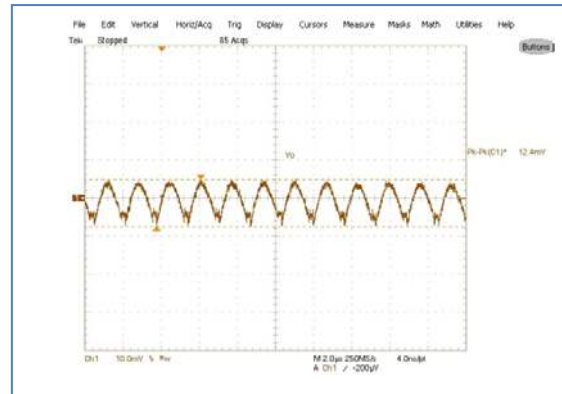 File Edit Vertical Horiz/Acq Trig Display Cursors Measure Masks Math Utilities Help
Tek Stopped 85 Acqs
Buttons
Vo
Pk-Pk(C1)* 12.4mV
Ch1 10.0mV
M 2.0µs 250MS/s 4.0ns/pt
A Ch1 -200µV